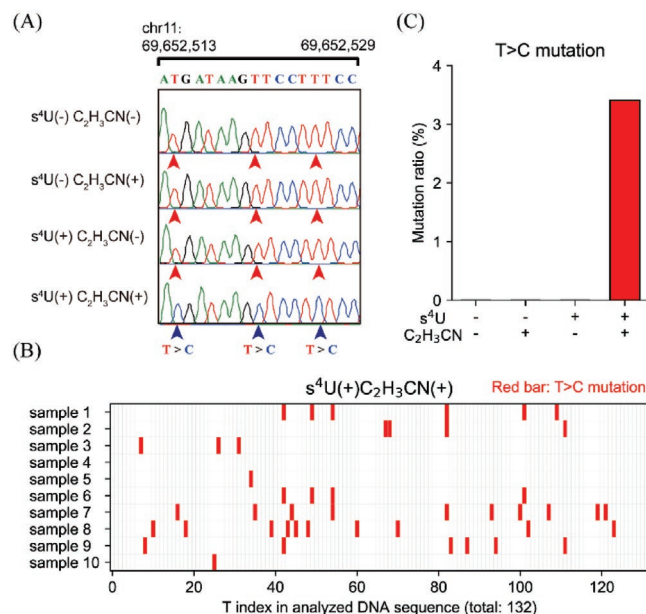 (A)
chr11:
69,652,513 69,652,529
A T G A T A A G T T C C T T T C C
s⁴U(-) C₂H₃CN(-)
s⁴U(-) C₂H₃CN(+)
s⁴U(+) C₂H₃CN(-)
s⁴U(+) C₂H₃CN(+)
T > C T > C T > C
(C)
T>C mutation
Mutation ratio (%)
4
3
2
1
0
s⁴U - - + +
C₂H₃CN - + - +
(B)
s⁴U(+)C₂H₃CN(+) Red bar: T>C mutation
sample 1
sample 2
sample 3
sample 4
sample 5
sample 6
sample 7
sample 8
sample 9
sample 10
0 20 40 60 80 100 120
T index in analyzed DNA sequence (total: 132)